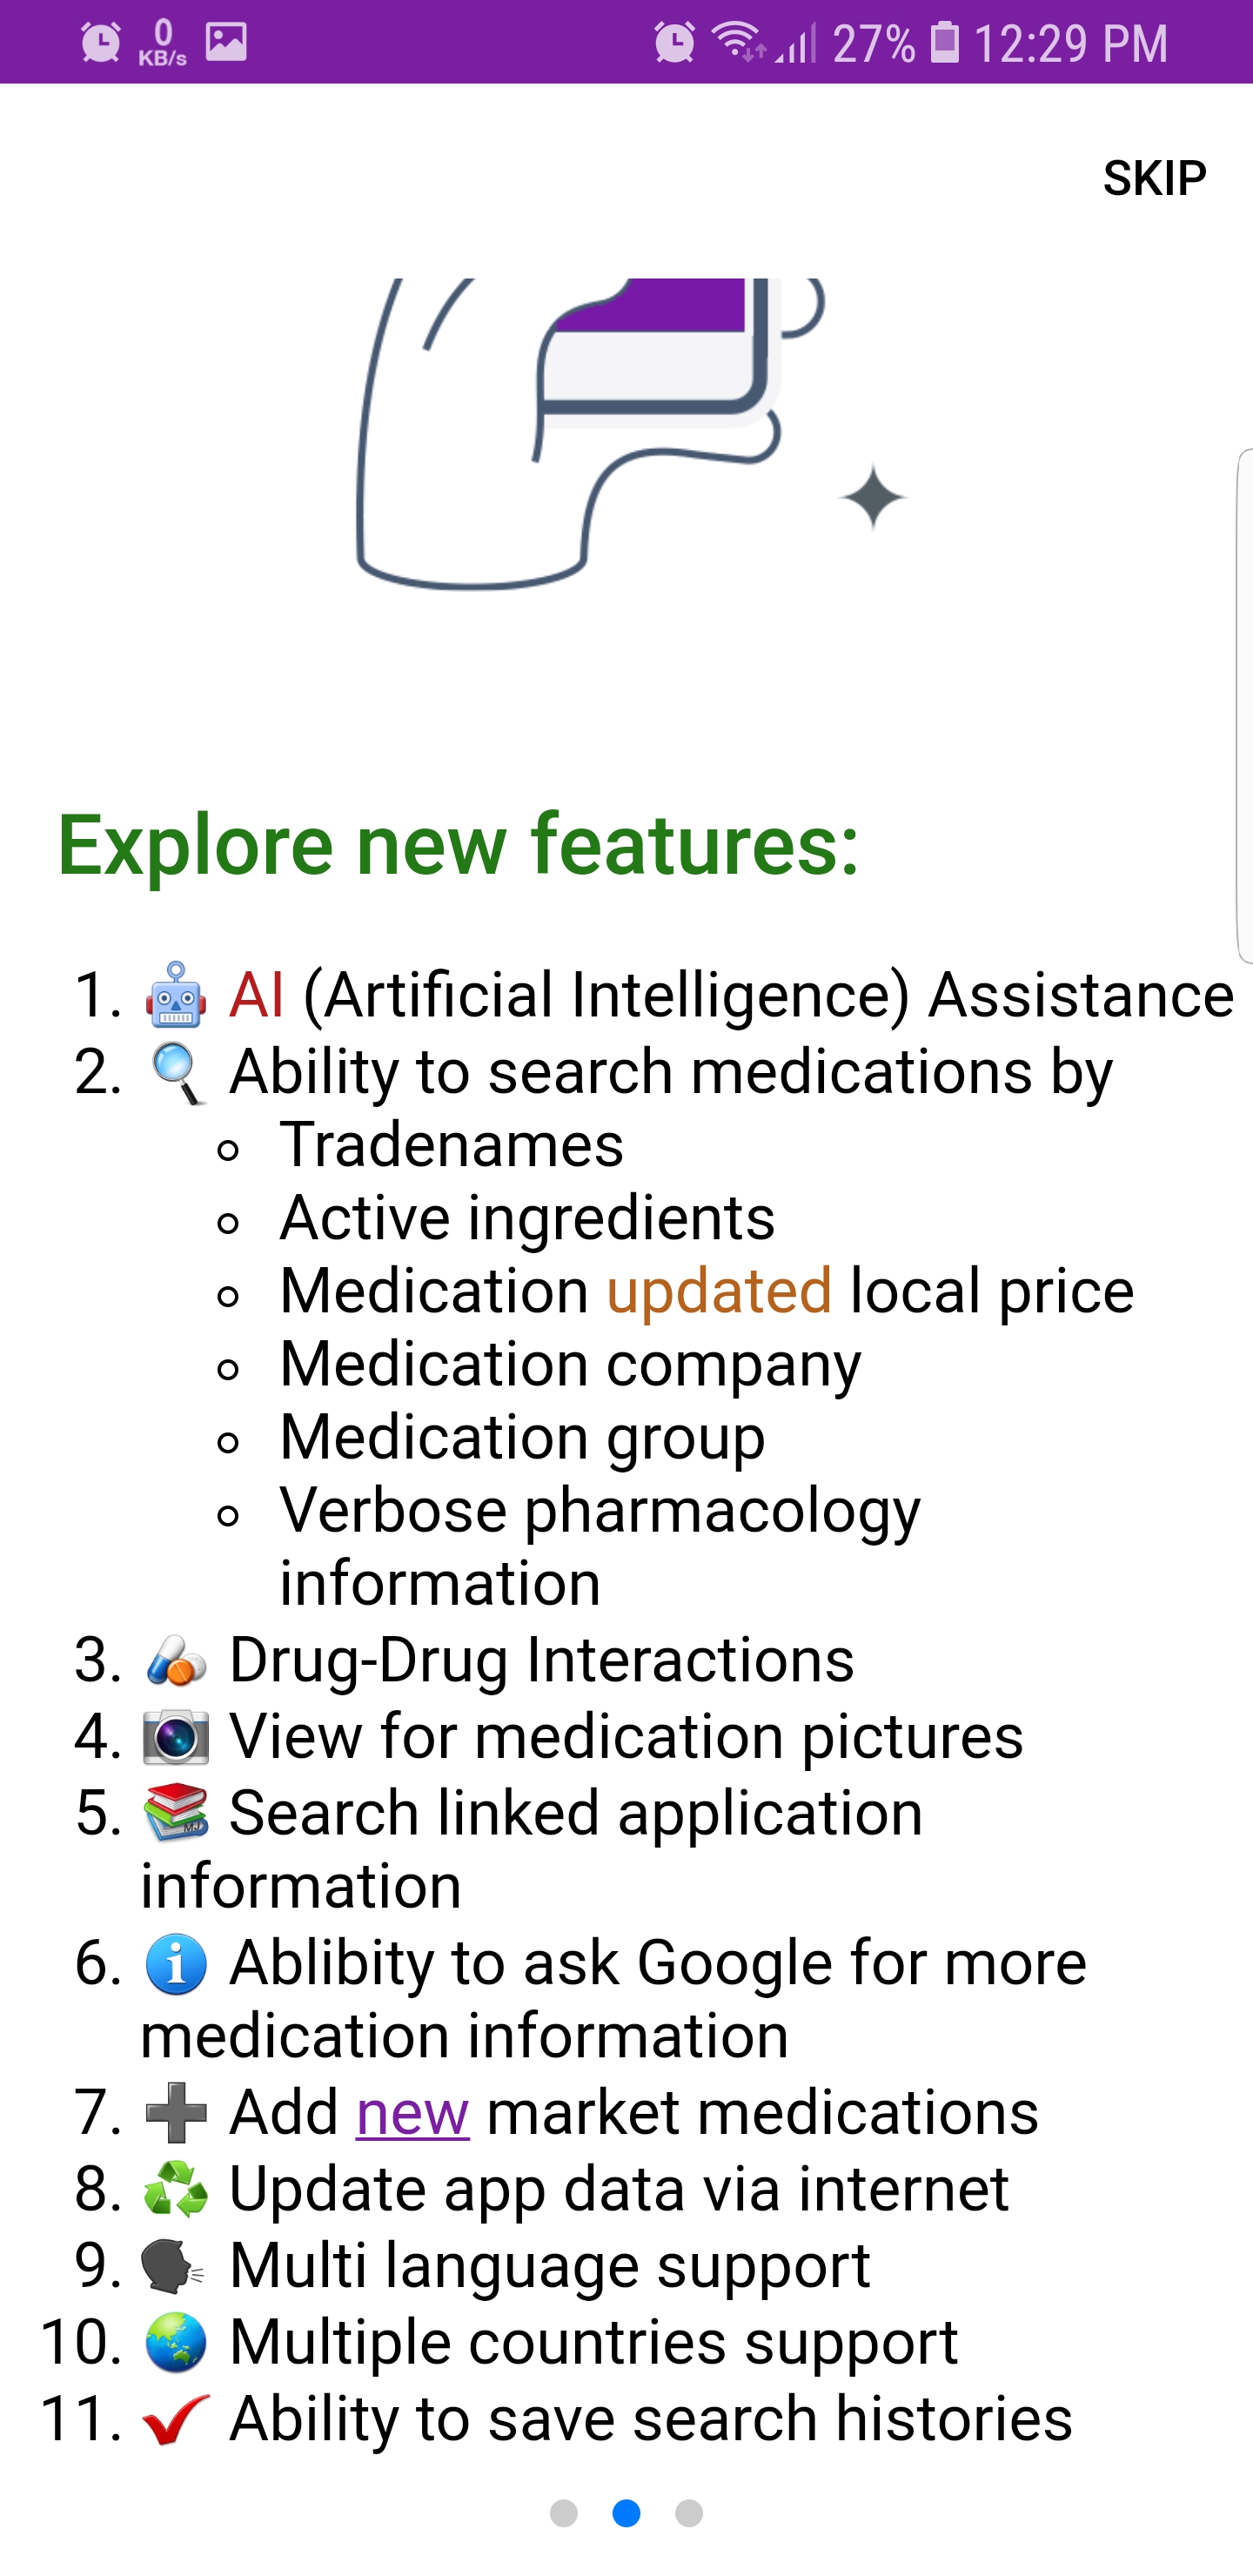 0
KB/s
27% 12:29 PM
SKIP
Explore new features:
1. 🤖 AI (Artificial Intelligence) Assistance
2. 🔍 Ability to search medications by
Tradenames
Active ingredients
Medication updated local price
Medication company
Medication group
Verbose pharmacology
information
3. 💊 Drug-Drug Interactions
4. 📷 View for medication pictures
5. 📚 Search linked application
information
6. ℹ️ Ablibity to ask Google for more
medication information
7. ➕ Add new market medications
8. ♻️ Update app data via internet
9. 🗣 Multi language support
10. 🌏 Multiple countries support
11. ✔️ Ability to save search histories